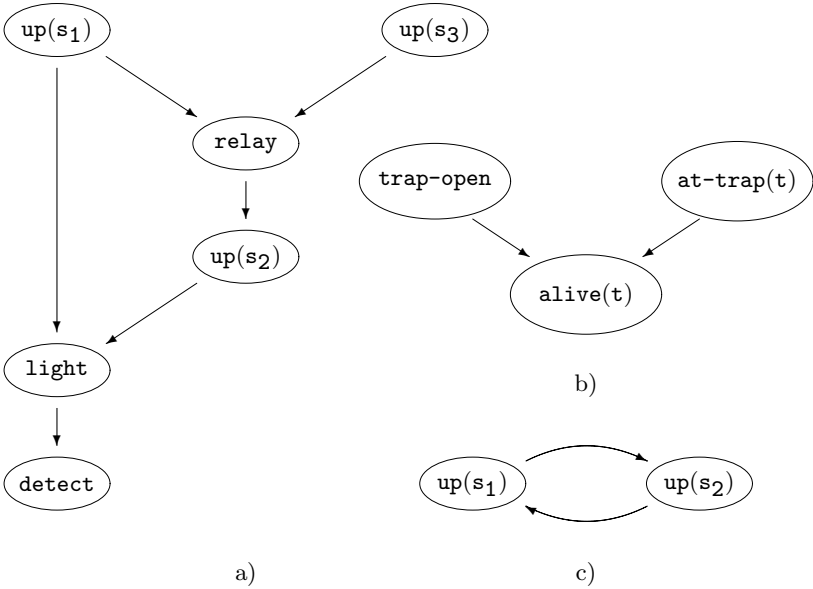 up(s₁)
up(s₃)
relay
trap-open
at-trap(t)
up(s₂)
alive(t)
light
b)
detect
up(s₁)
up(s₂)
a)
c)